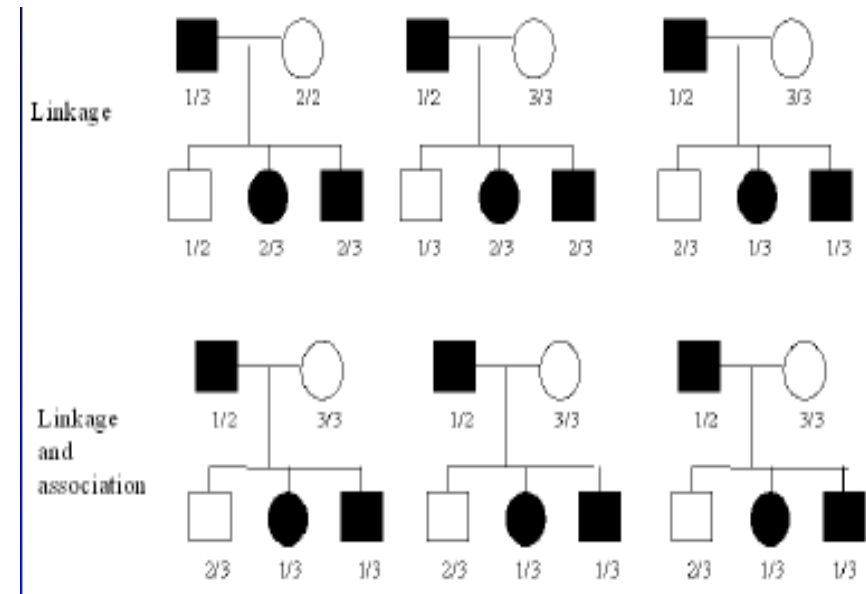 1/3 2/2 1/2 3/3 1/2 3/3
Linkage
1/2 2/3 2/3 1/3 2/3 2/3 2/3 1/3 1/3
1/2 3/3 1/2 3/3 1/2 3/3
Linkage
and
association
2/3 1/3 1/3 2/3 1/3 1/3 2/3 1/3 1/3